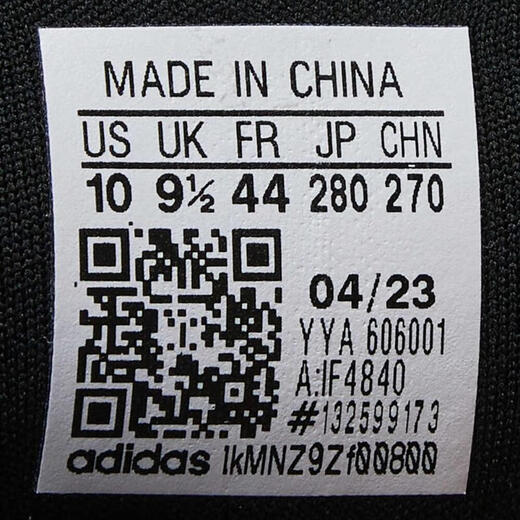 MADE IN CHINA
US UK FR JP CHN
10 9½ 44 280 270
04/23
YYA 606001
A:IF4840
#132599173
adidas 1kMNZ9Zf00800